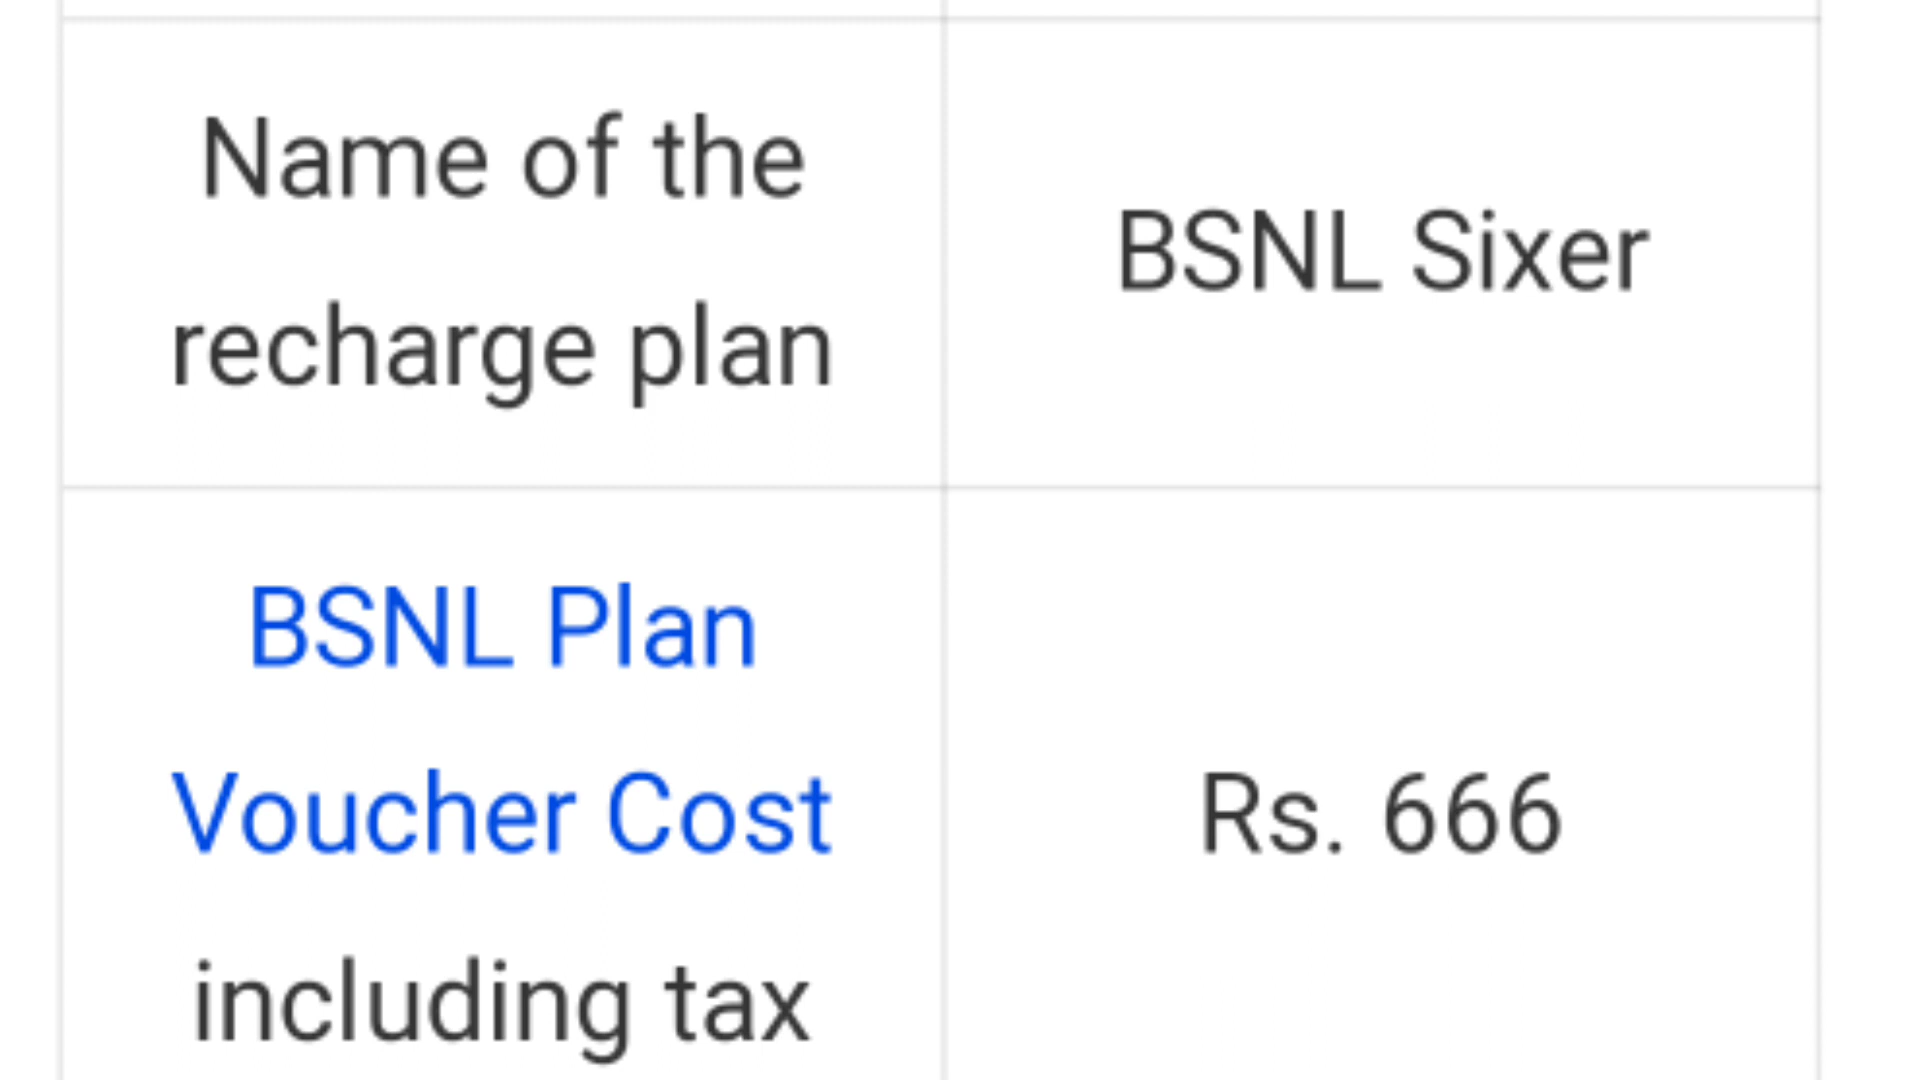 Name of the
recharge plan
BSNL Sixer
BSNL Plan
Voucher Cost
including tax
Rs. 666